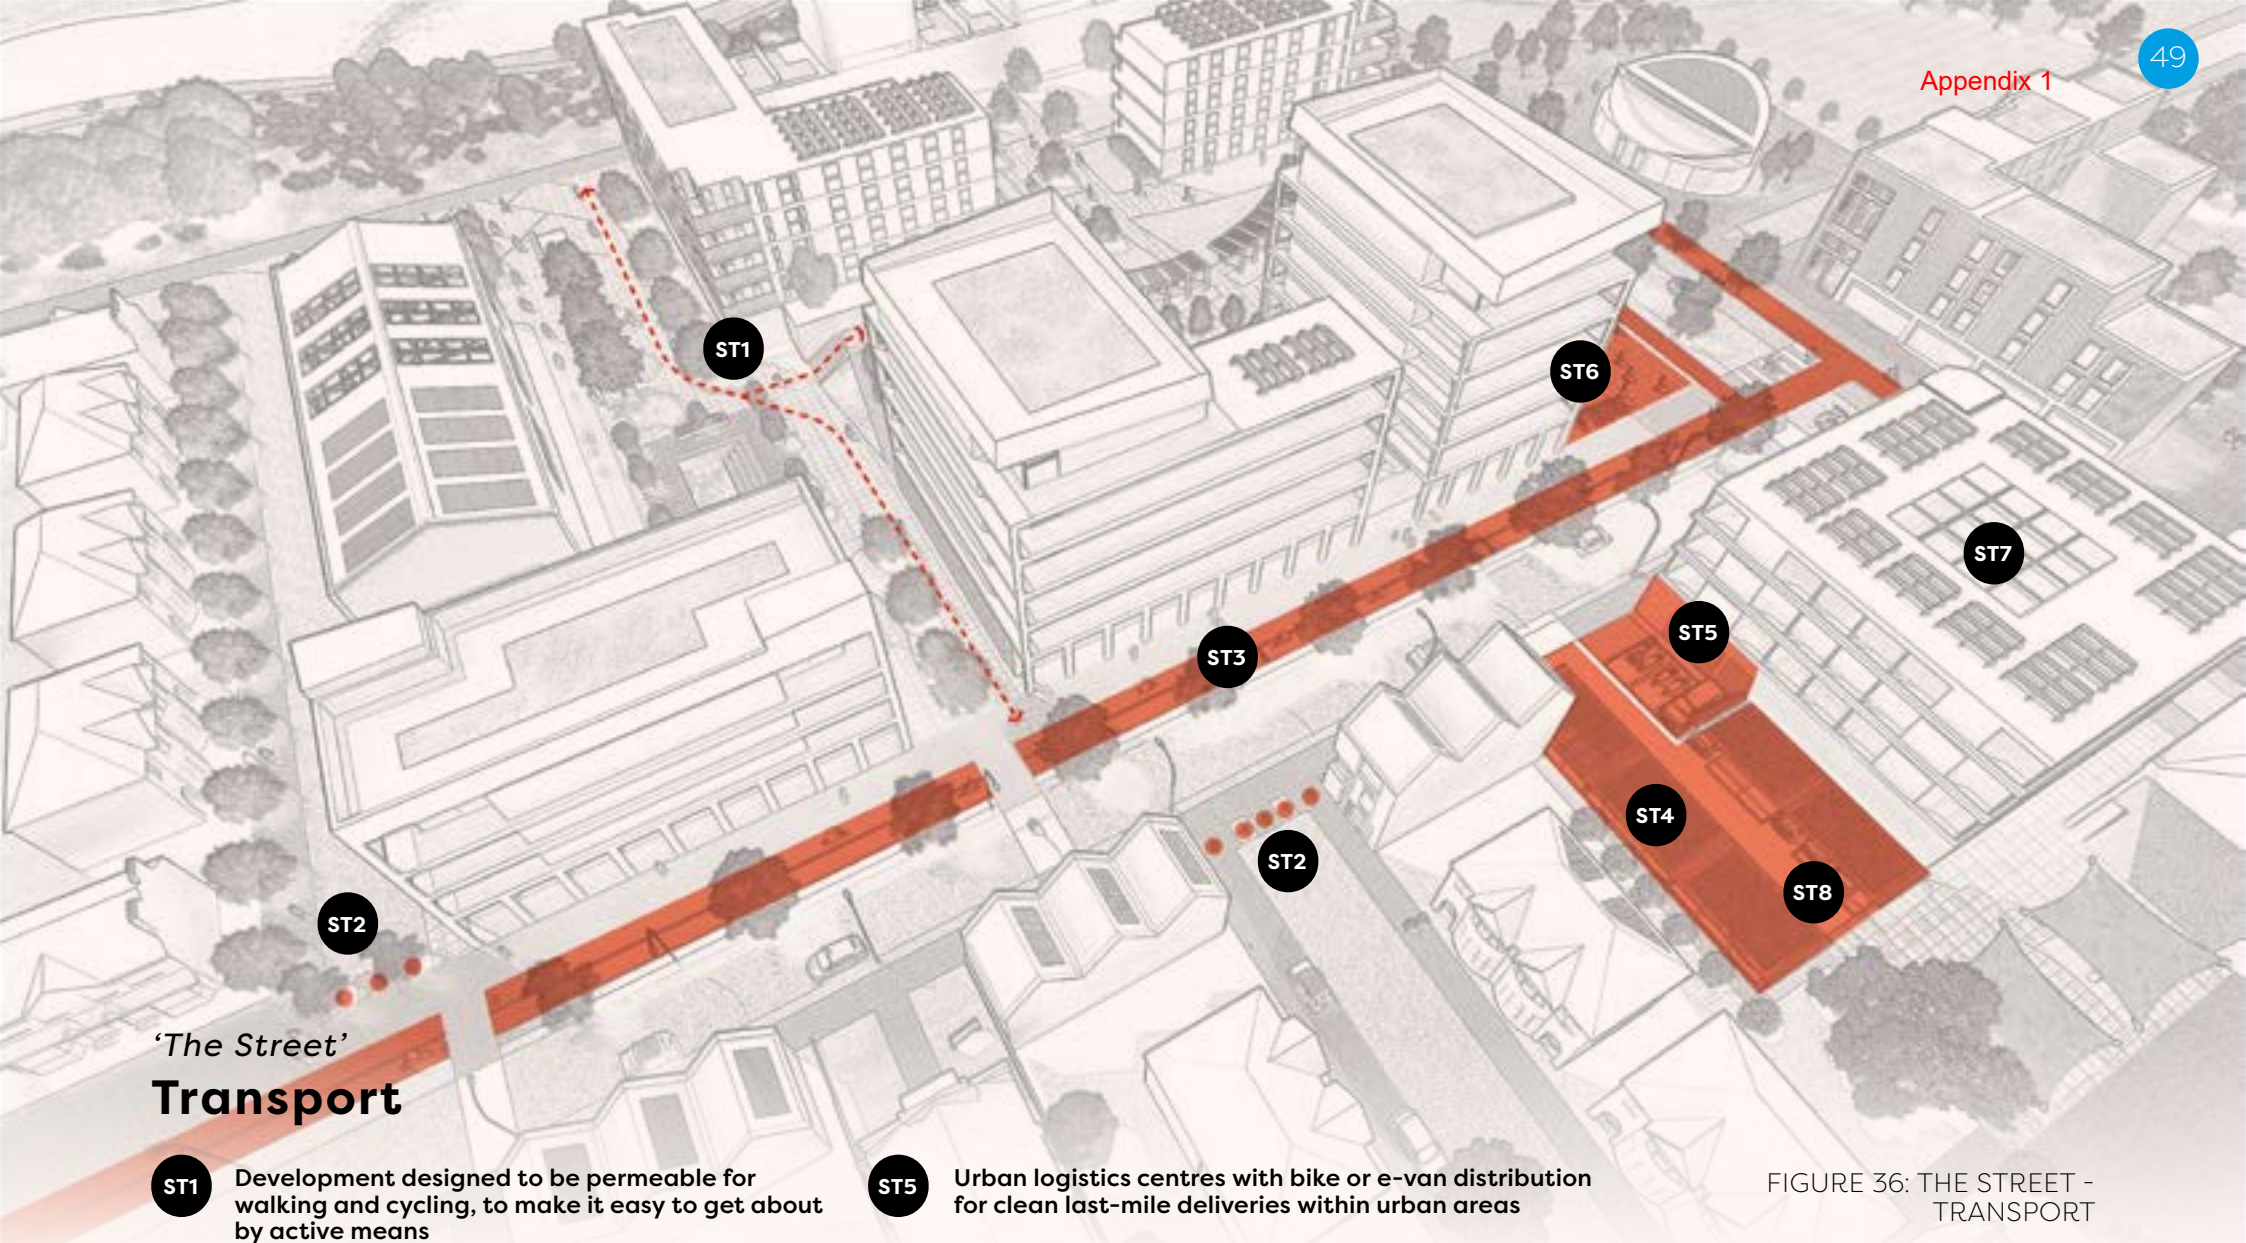 49
Appendix 1
ST1
ST6
ST7
ST5
ST3
ST4
ST2
ST8
ST2
‘The Street’
Transport
ST1
Development designed to be permeable for
walking and cycling, to make it easy to get about
by active means
ST5
Urban logistics centres with bike or e-van distribution
for clean last-mile deliveries within urban areas
FIGURE 36: THE STREET -
TRANSPORT